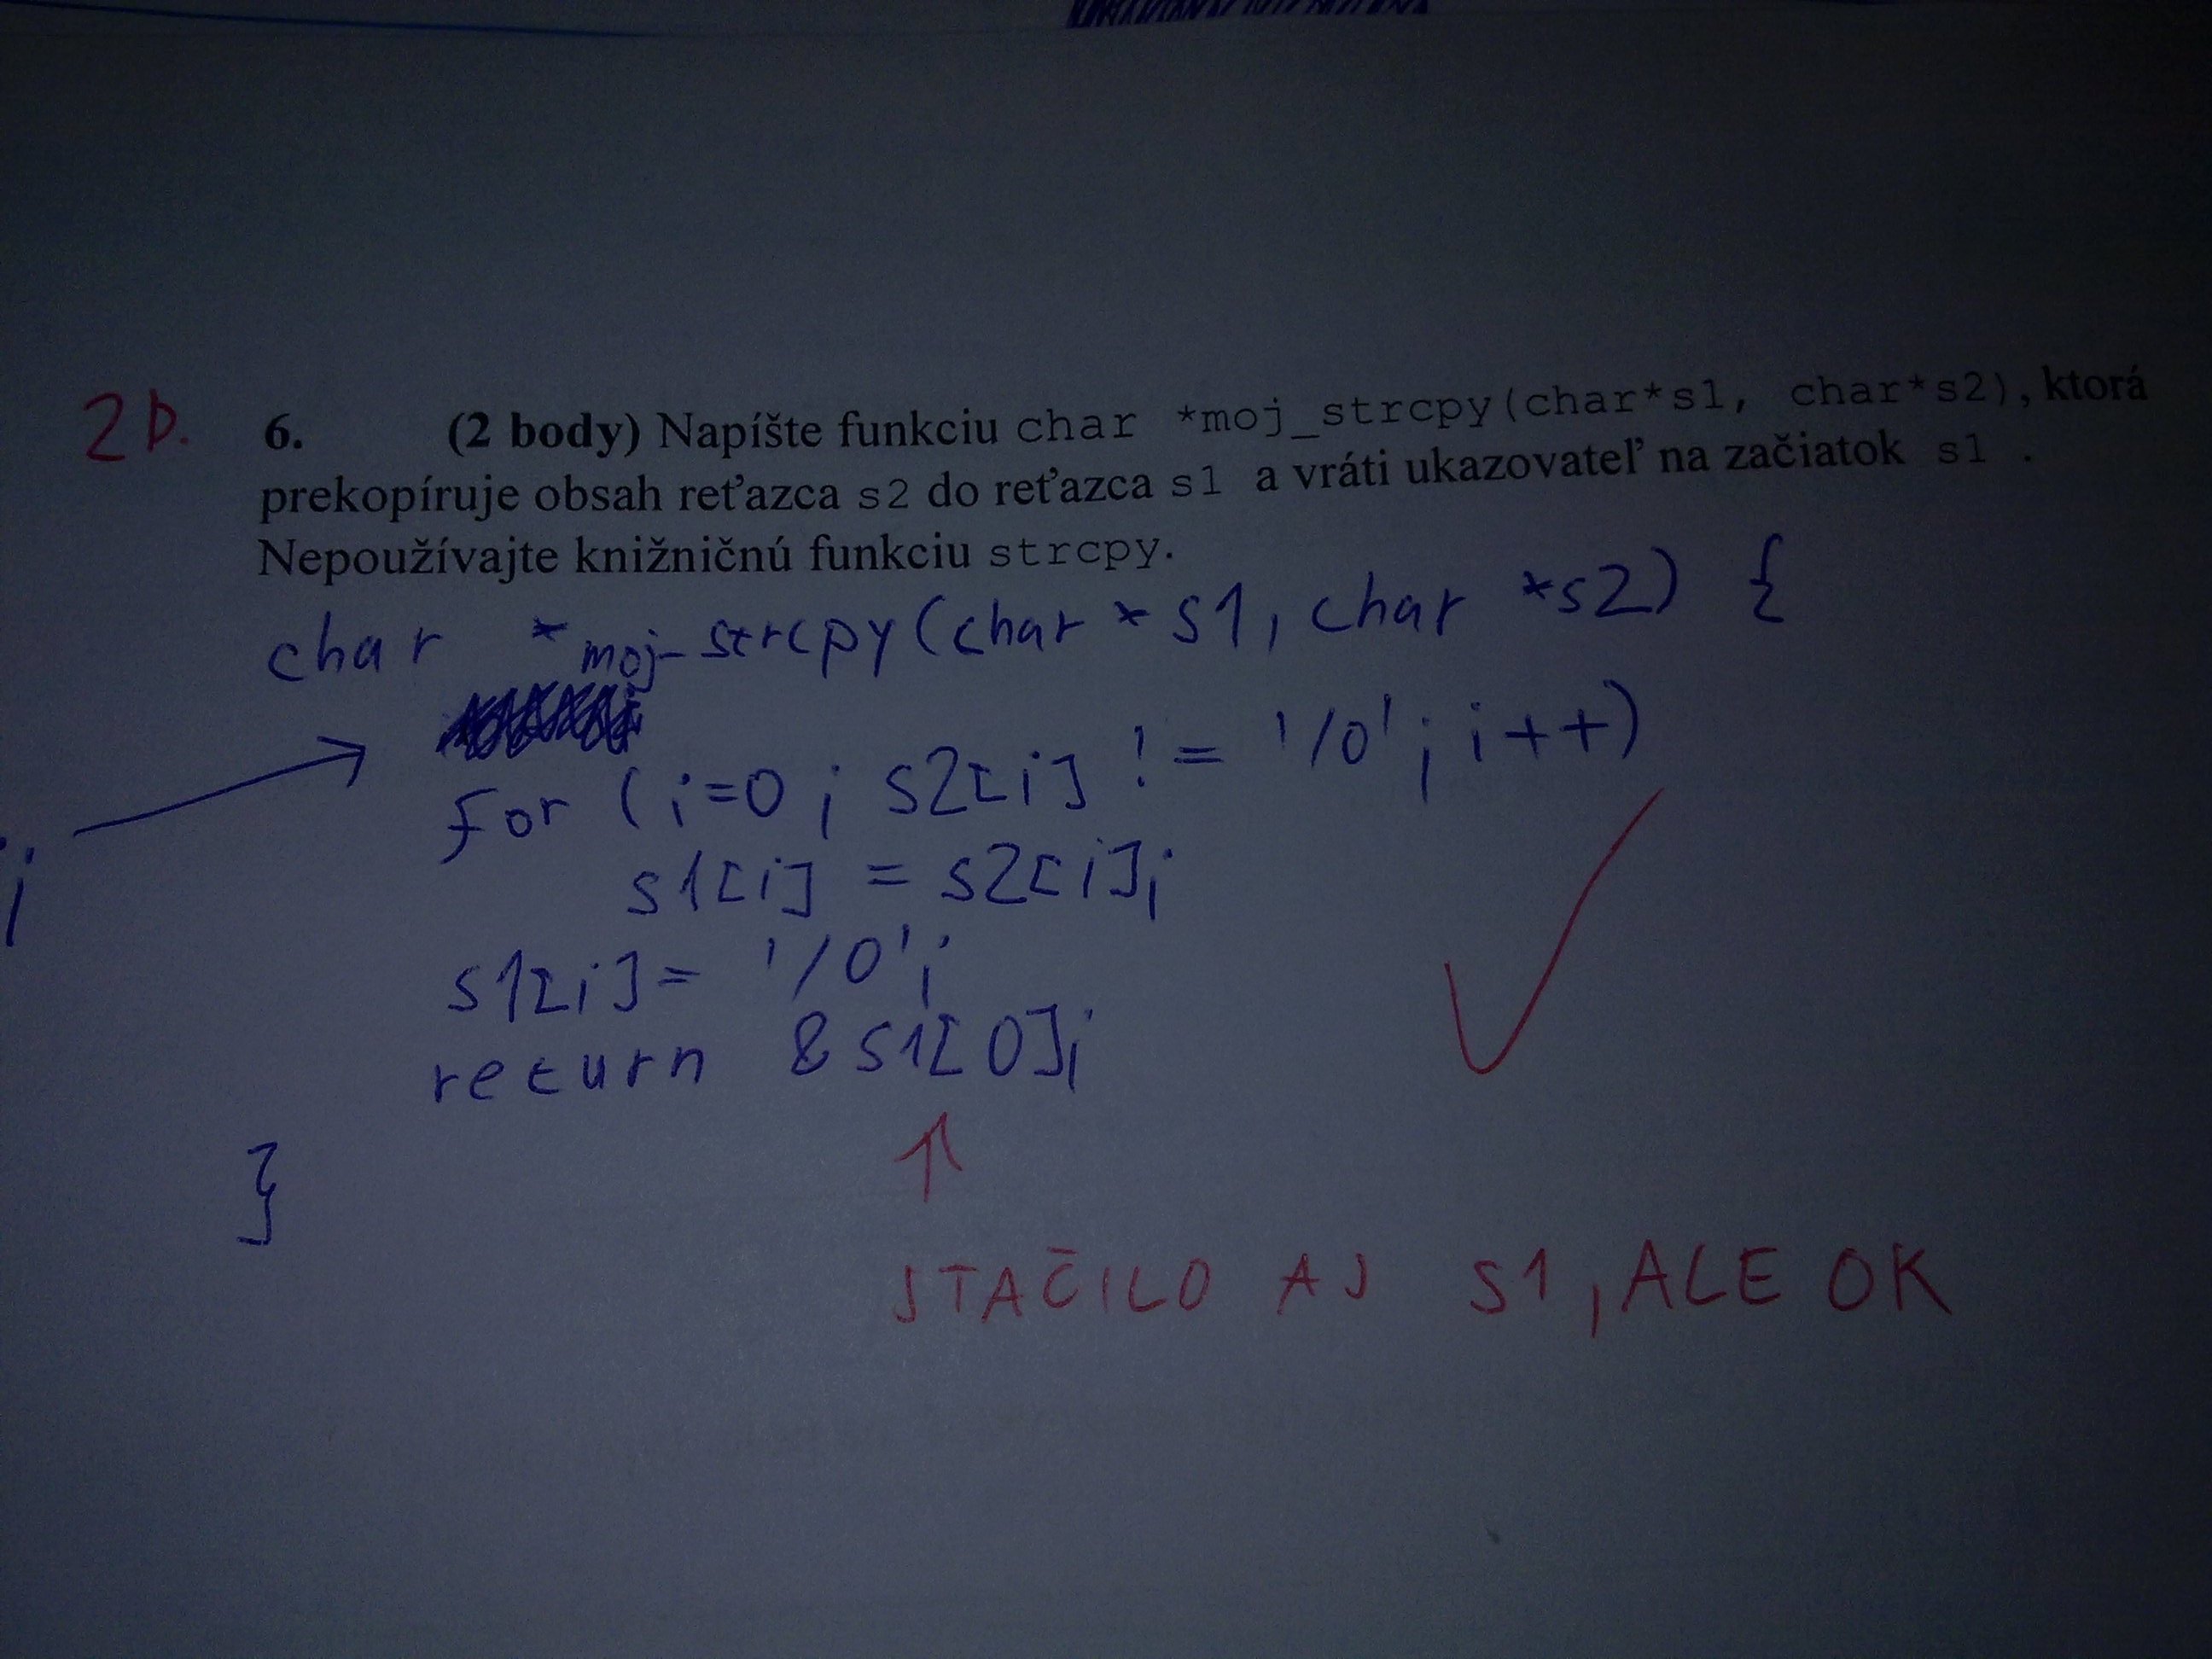 2b.
6. (2 body) Napíšte funkciu char *moj_strcpy(char*s1, char*s2), ktorá
prekopíruje obsah reťazca s2 do reťazca s1 a vráti ukazovateľ na začiatok s1 .
Nepoužívajte knižničnú funkciu strcpy.
char *moj_strcpy(char *s1, char *s2) {
for (i=0; s2[i] != '/0'; i++)
s1[i] = s2[i];
s1[i] = '/0';
return &s1[0];
}
STAČILO AJ S1, ALE OK